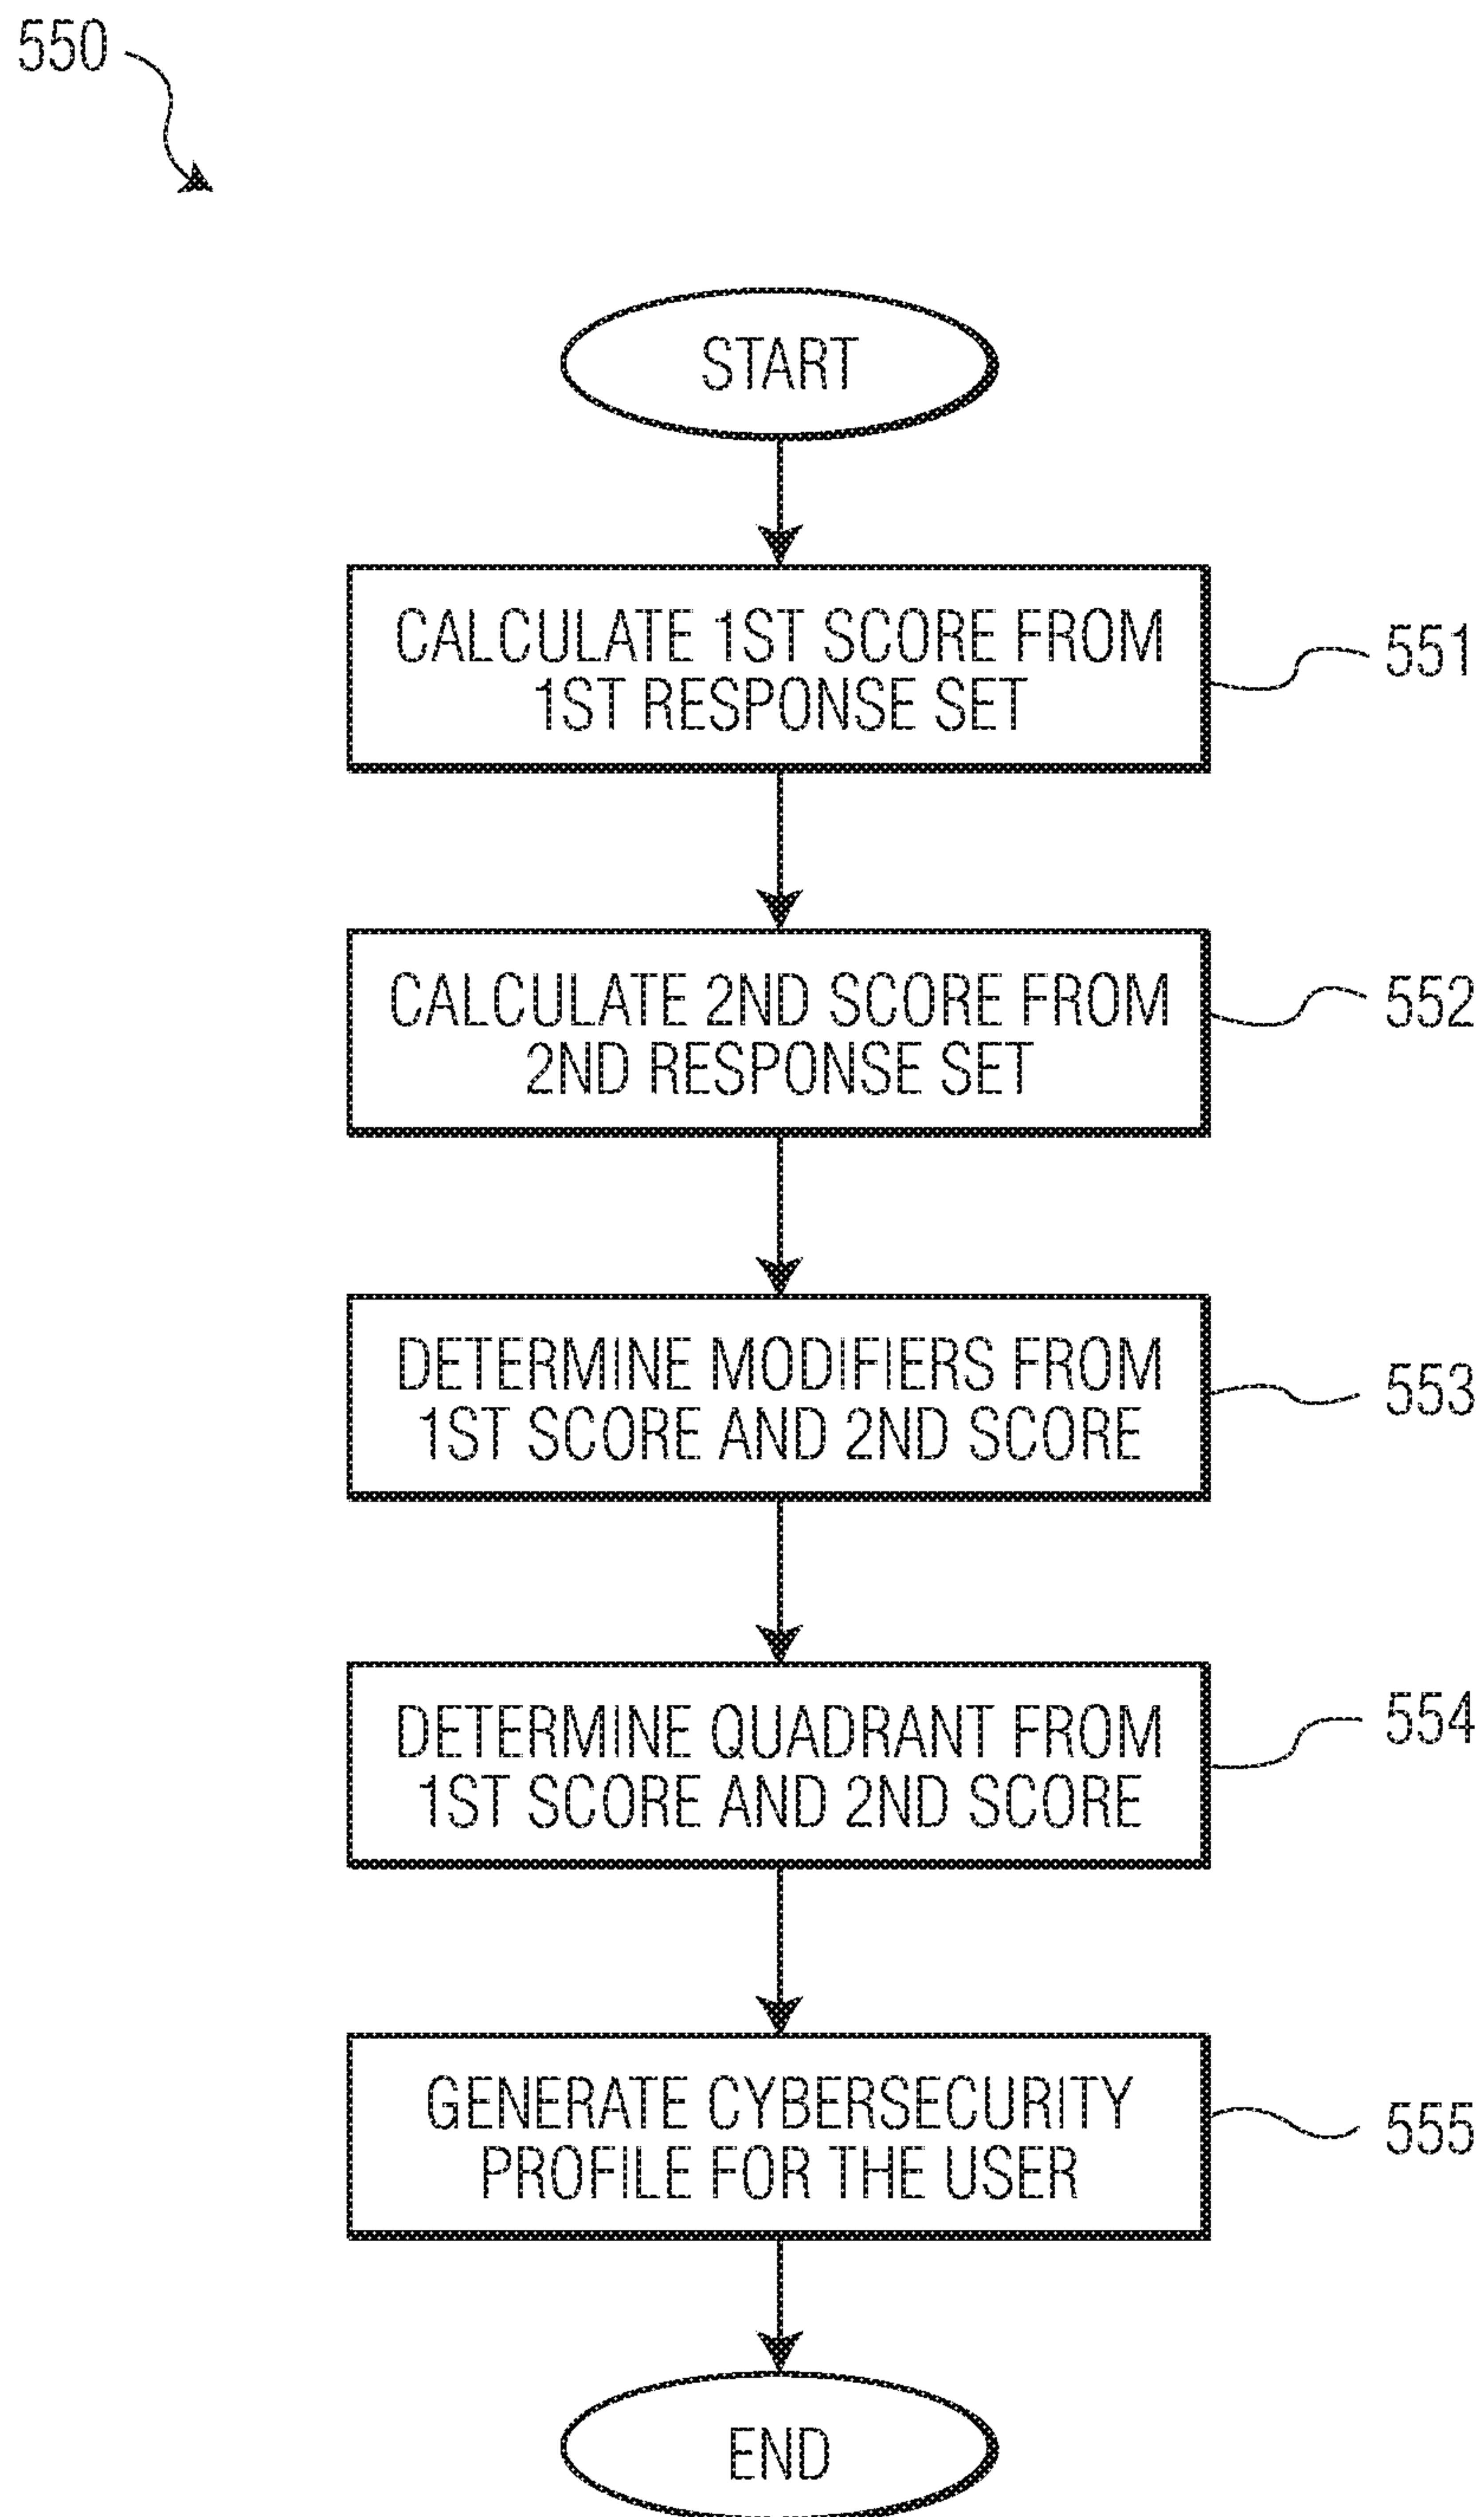 550
START
CALCULATE 1ST SCORE FROM
1ST RESPONSE SET
551
CALCULATE 2ND SCORE FROM
2ND RESPONSE SET
552
DETERMINE MODIFIERS FROM
1ST SCORE AND 2ND SCORE
553
DETERMINE QUADRANT FROM
1ST SCORE AND 2ND SCORE
554
GENERATE CYBERSECURITY
PROFILE FOR THE USER
555
END